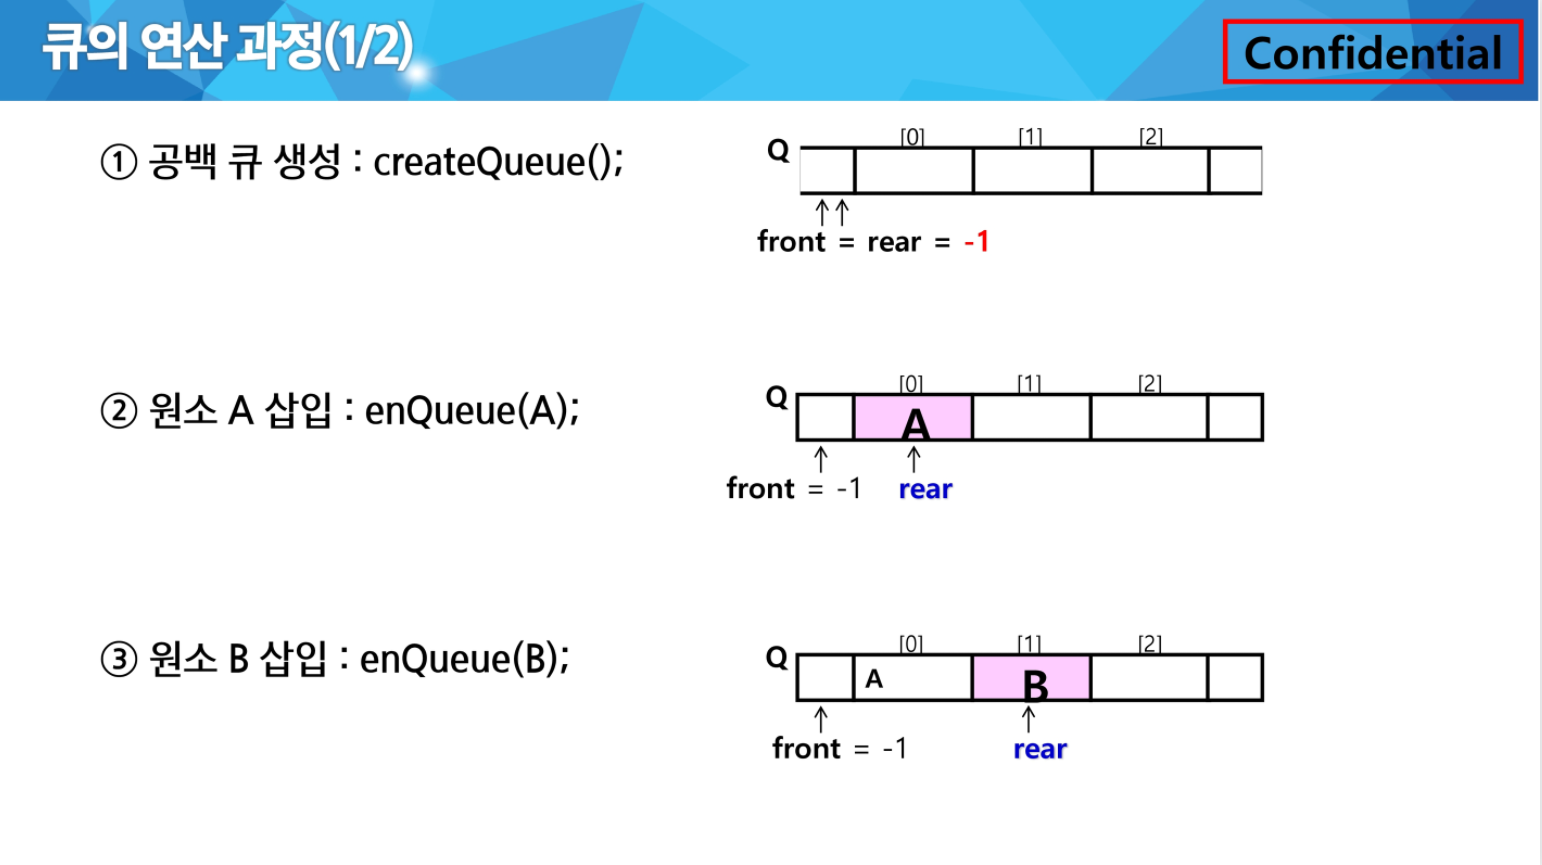 큐의 연산 과정(1/2)
Confidential
① 공백 큐 생성 : createQueue();
Q
[0] [1] [2]
front = rear = -1
② 원소 A 삽입 : enQueue(A);
Q
[0] [1] [2]
A
front = -1 rear
③ 원소 B 삽입 : enQueue(B);
Q
[0] [1] [2]
A B
front = -1 rear